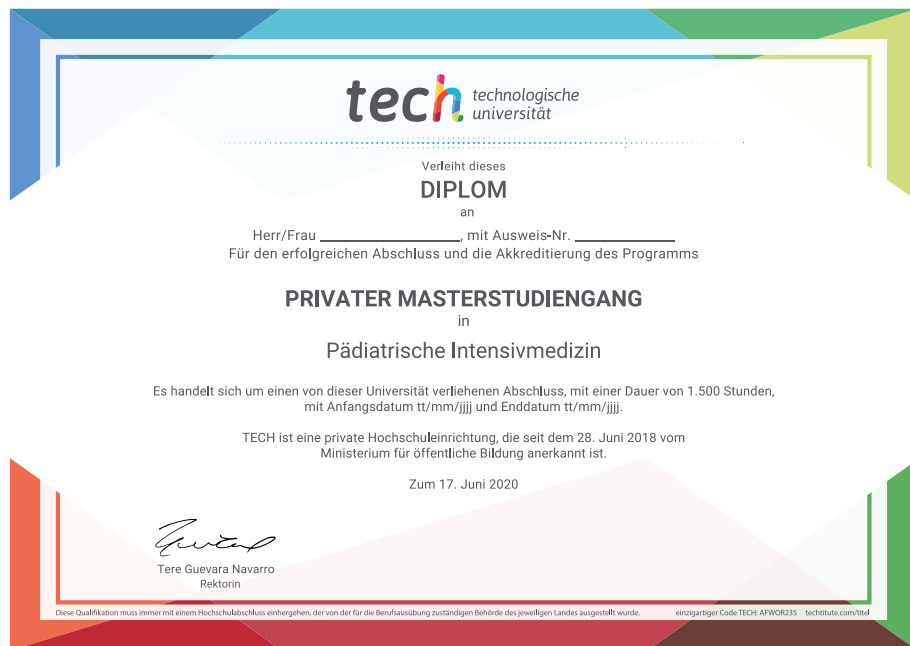 tech technologische
universität
Verleiht dieses
DIPLOM
an
Herr/Frau ____________________, mit Ausweis-Nr. ______________
Für den erfolgreichen Abschluss und die Akkreditierung des Programms
PRIVATER MASTERSTUDIENGANG
in
Pädiatrische Intensivmedizin
Es handelt sich um einen von dieser Universität verliehenen Abschluss, mit einer Dauer von 1.500 Stunden,
mit Anfangsdatum tt/mm/jjjj und Enddatum tt/mm/jjjj.
TECH ist eine private Hochschuleinrichtung, die seit dem 28. Juni 2018 vom
Ministerium für öffentliche Bildung anerkannt ist.
Zum 17. Juni 2020
Tere Guevara Navarro
Rektorin
Diese Qualifikation muss immer mit einem Hochschulabschluss einhergehen, der von der für die Berufsausübung zuständigen Behörde des jeweiligen Landes ausgestellt wurde. einzigartiger Code TECH: AFWOR23S techtitute.com/titel